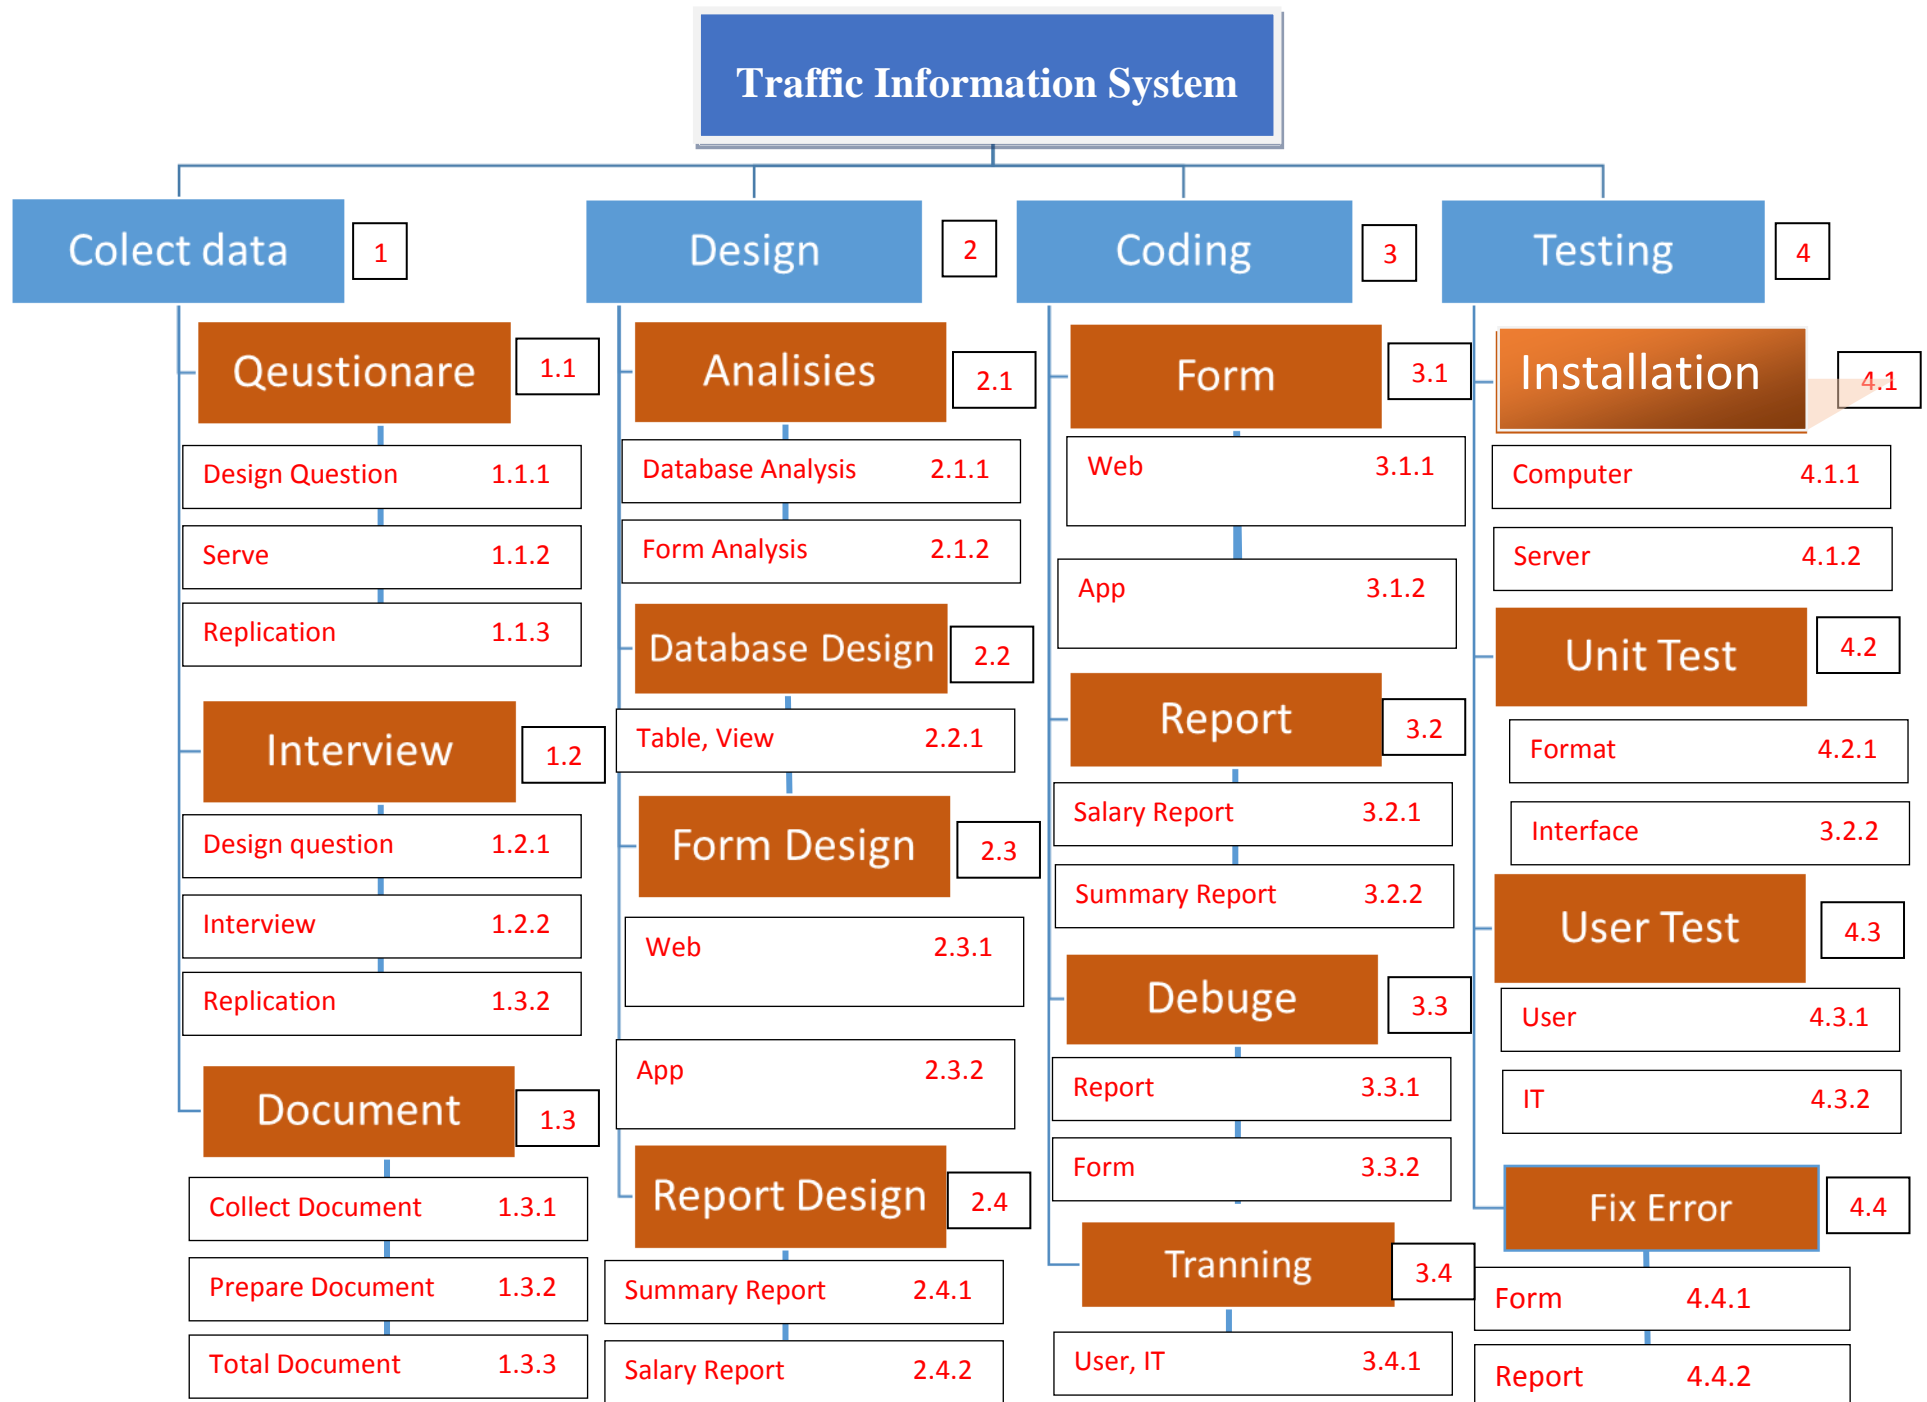 Traffic Information System
Colect data 1
Qeustionare 1.1
Design Question 1.1.1
Serve 1.1.2
Replication 1.1.3
Interview 1.2
Design question 1.2.1
Interview 1.2.2
Replication 1.3.2
Document 1.3
Collect Document 1.3.1
Prepare Document 1.3.2
Total Document 1.3.3
Design 2
Analisies 2.1
Database Analysis 2.1.1
Form Analysis 2.1.2
Database Design 2.2
Table, View 2.2.1
Form Design 2.3
Web 2.3.1
App 2.3.2
Report Design 2.4
Summary Report 2.4.1
Salary Report 2.4.2
Coding 3
Form 3.1
Web 3.1.1
App 3.1.2
Report 3.2
Salary Report 3.2.1
Summary Report 3.2.2
Debuge 3.3
Report 3.3.1
Form 3.3.2
Tranning 3.4
User, IT 3.4.1
Testing 4
Installation 4.1
Computer 4.1.1
Server 4.1.2
Unit Test 4.2
Format 4.2.1
Interface 3.2.2
User Test 4.3
User 4.3.1
IT 4.3.2
Fix Error 4.4
Form 4.4.1
Report 4.4.2